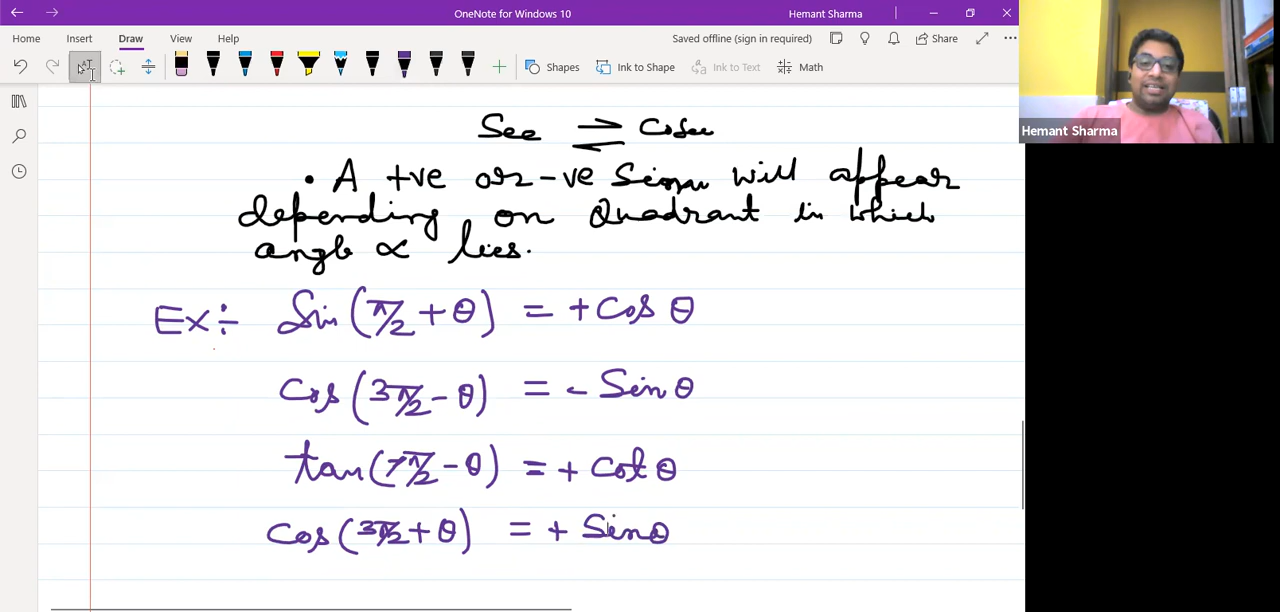 OneNote for Windows 10
Hemant Sharma
Home Insert Draw View Help
Saved offline (sign in required)
Share
Shapes
Ink to Shape
Ink to Text
Math
Hemant Sharma
Sec ⇌ Cosec
• A +ve or -ve Sign will appear
depending on Quadrant in which
angle ∝ lies.
Ex÷ Sin(π/2 + θ) = + Cos θ
Cos(3π/2 - θ) = - Sin θ
tan(7π/2 - θ) = + Cot θ
Cos(3π/2 + θ) = + Sin θ